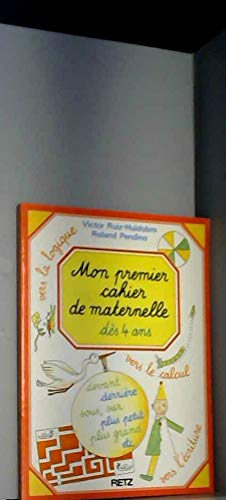 Victor Ruiz-Huidobro
Roland Pendino
vers la logique
Mon premier
cahier
de maternelle
dès 4 ans
vers le calcul
devant
derrière
sous, sur
plus petit
plus grand
etc
vers l'écriture
RETZ